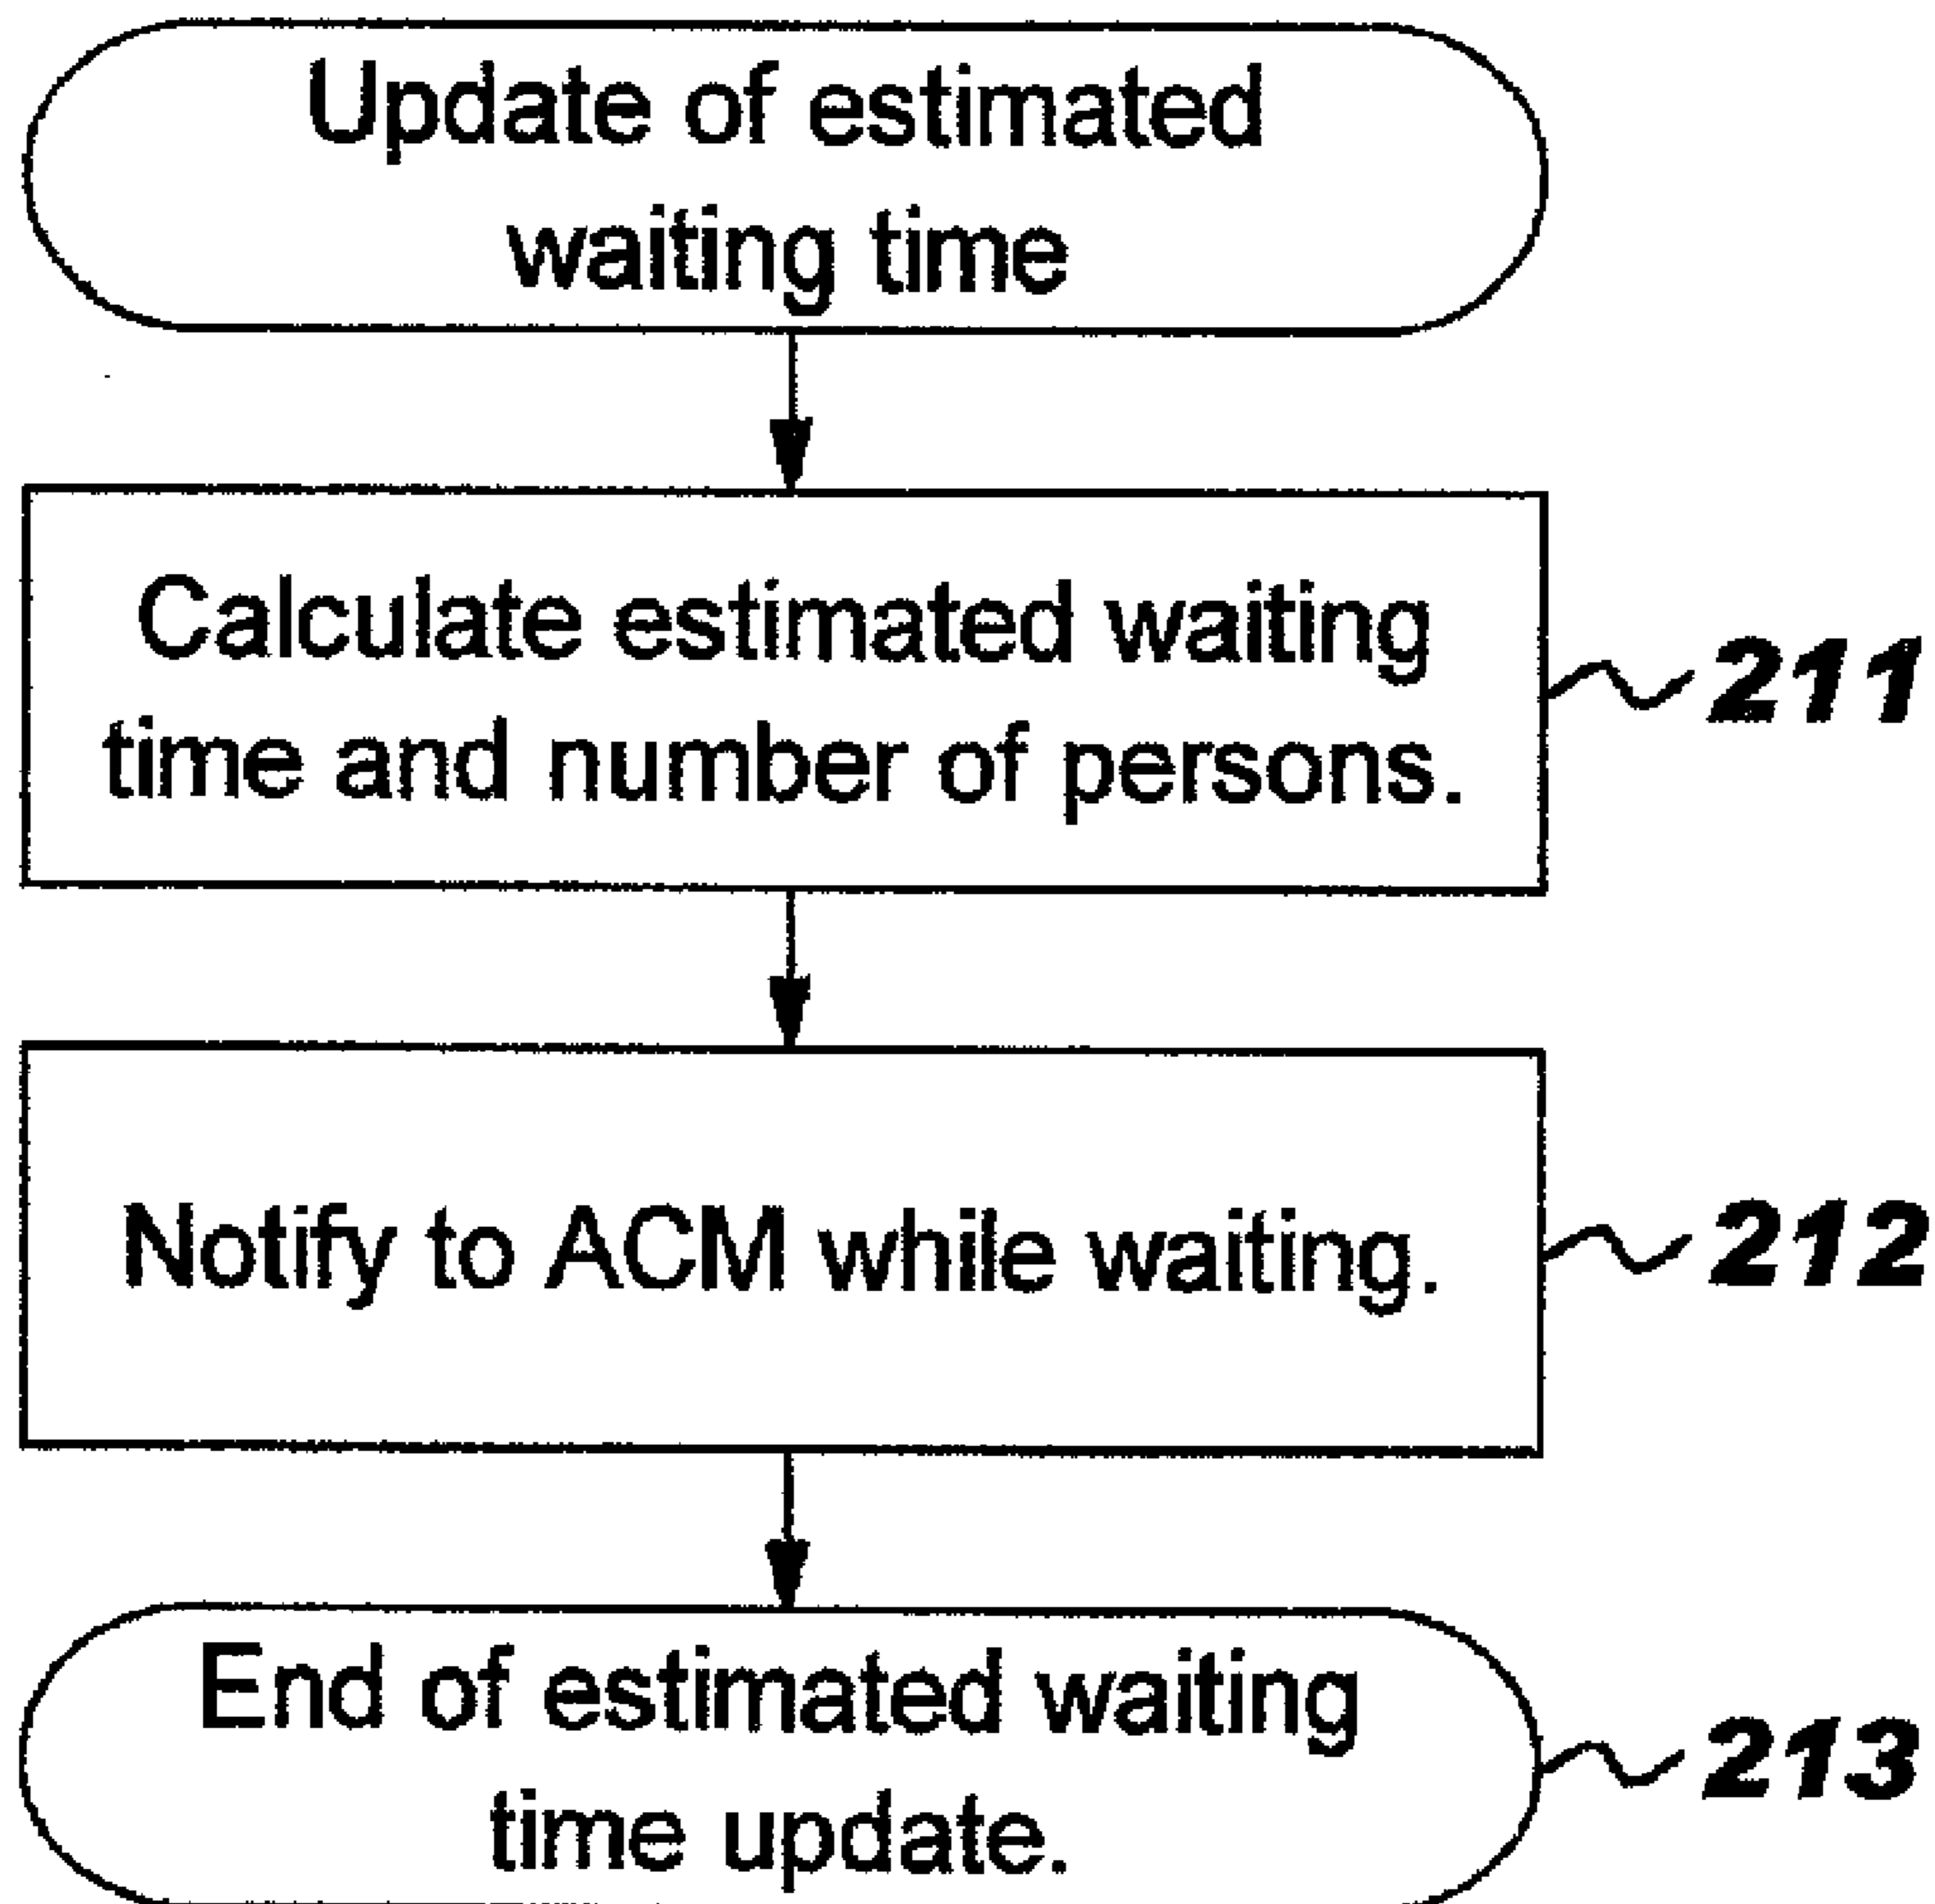 Update of estimated
waiting time
Calculate estimated waiting
time and number of persons.
211
Notify to ACM while waiting.
212
End of estimated waiting
time update.
213